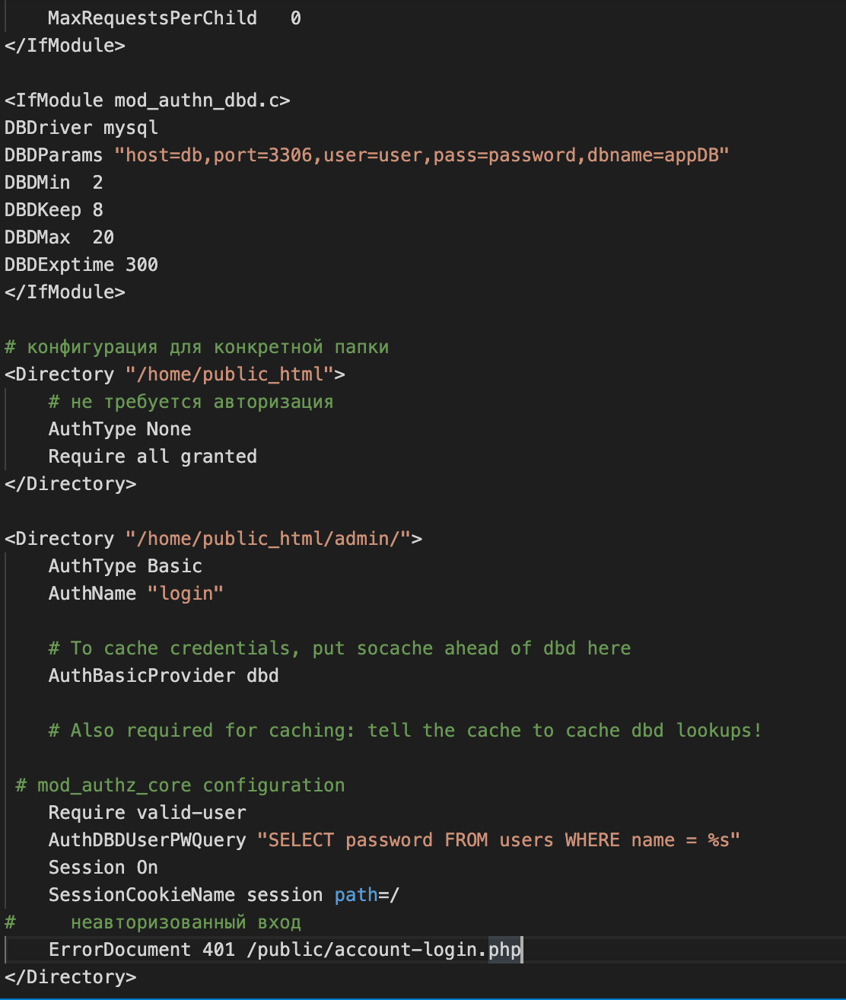 MaxRequestsPerChild   0
</IfModule>
<IfModule mod_authn_dbd.c>
DBDriver mysql
DBDParams "host=db,port=3306,user=user,pass=password,dbname=appDB"
DBDMin  2
DBDKeep 8
DBDMax  20
DBDExptime 300
</IfModule>
# конфигурация для конкретной папки
<Directory "/home/public_html">
# не требуется авторизация
AuthType None
Require all granted
</Directory>
<Directory "/home/public_html/admin/">
AuthType Basic
AuthName "login"
# To cache credentials, put socache ahead of dbd here
AuthBasicProvider dbd
# Also required for caching: tell the cache to cache dbd lookups!
# mod_authz_core configuration
Require valid-user
AuthDBDUserPWQuery "SELECT password FROM users WHERE name = %s"
Session On
SessionCookieName session path=/
#     неавторизованный вход
ErrorDocument 401 /public/account-login.php
</Directory>